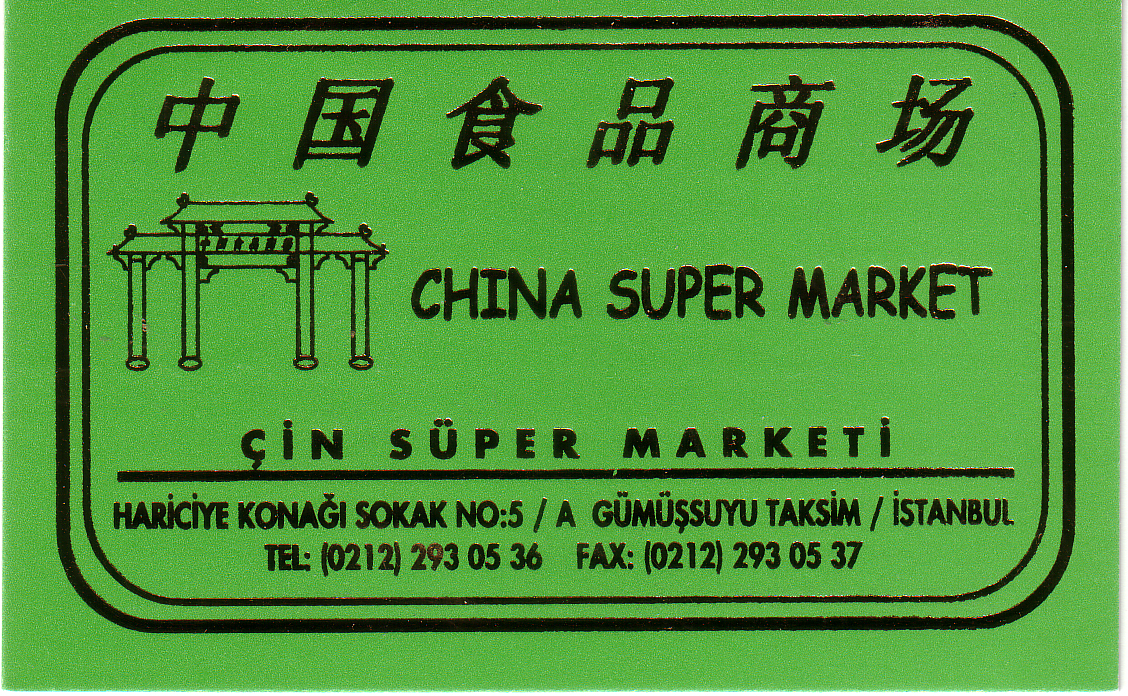 中国食品商场
CHINA SUPER MARKET
ÇİN SÜPER MARKETİ
HARİCİYE KONAĞI SOKAK NO:5 / A GÜMÜŞSUYU TAKSİM / İSTANBUL
TEL: (0212) 293 05 36 FAX: (0212) 293 05 37